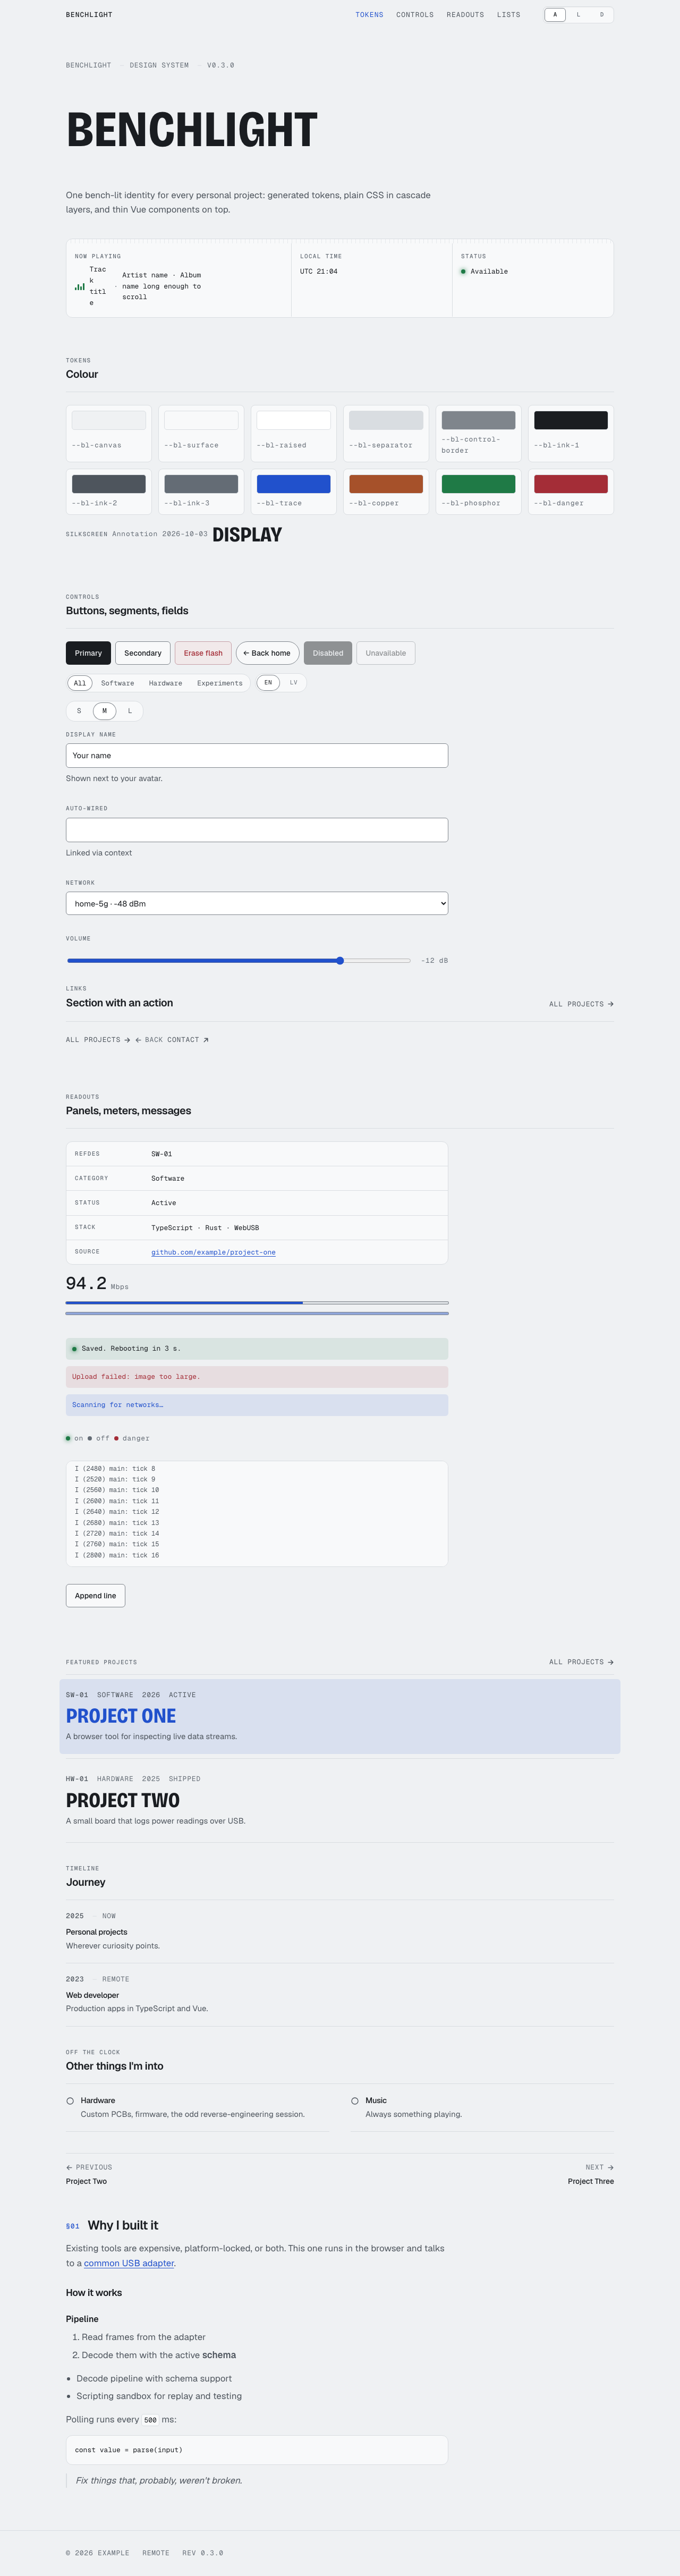 BENCHLIGHT
TOKENS CONTROLS READOUTS LISTS
A L D
BENCHLIGHT — DESIGN SYSTEM — V0.3.0
BENCHLIGHT
One bench-lit identity for every personal project: generated tokens, plain CSS in cascade
layers, and thin Vue components on top.
NOW PLAYING
Trac
k
titl
e
·
Artist name · Album
name long enough to
scroll
LOCAL TIME
UTC 21:04
STATUS
Available
TOKENS
Colour
--bl-canvas
--bl-surface
--bl-raised
--bl-separator
--bl-control-
border
--bl-ink-1
--bl-ink-2
--bl-ink-3
--bl-trace
--bl-copper
--bl-phosphor
--bl-danger
SILKSCREEN Annotation 2026-10-03 DISPLAY
CONTROLS
Buttons, segments, fields
Primary
Secondary
Erase flash
← Back home
Disabled
Unavailable
All Software Hardware Experiments
EN LV
S M L
DISPLAY NAME
Your name
Shown next to your avatar.
AUTO-WIRED
Linked via context
NETWORK
home-5g · -48 dBm
VOLUME
-12 dB
LINKS
Section with an action
ALL PROJECTS →
ALL PROJECTS → ← BACK CONTACT ↗
READOUTS
Panels, meters, messages
REFDES SW-01
CATEGORY Software
STATUS Active
STACK TypeScript · Rust · WebUSB
SOURCE github.com/example/project-one
94.2 Mbps
Saved. Rebooting in 3 s.
Upload failed: image too large.
Scanning for networks…
on off danger
I (2480) main: tick 8
I (2520) main: tick 9
I (2560) main: tick 10
I (2600) main: tick 11
I (2640) main: tick 12
I (2680) main: tick 13
I (2720) main: tick 14
I (2760) main: tick 15
I (2800) main: tick 16
Append line
FEATURED PROJECTS
ALL PROJECTS →
SW-01 SOFTWARE 2026 ACTIVE
PROJECT ONE
A browser tool for inspecting live data streams.
HW-01 HARDWARE 2025 SHIPPED
PROJECT TWO
A small board that logs power readings over USB.
TIMELINE
Journey
2025 — NOW
Personal projects
Wherever curiosity points.
2023 — REMOTE
Web developer
Production apps in TypeScript and Vue.
OFF THE CLOCK
Other things I'm into
Hardware
Custom PCBs, firmware, the odd reverse-engineering session.
Music
Always something playing.
← PREVIOUS
Project Two
NEXT →
Project Three
§01 Why I built it
Existing tools are expensive, platform-locked, or both. This one runs in the browser and talks
to a common USB adapter.
How it works
Pipeline
1. Read frames from the adapter
2. Decode them with the active schema
• Decode pipeline with schema support
• Scripting sandbox for replay and testing
Polling runs every 500 ms:
const value = parse(input)
Fix things that, probably, weren't broken.
© 2026 EXAMPLE REMOTE REV 0.3.0